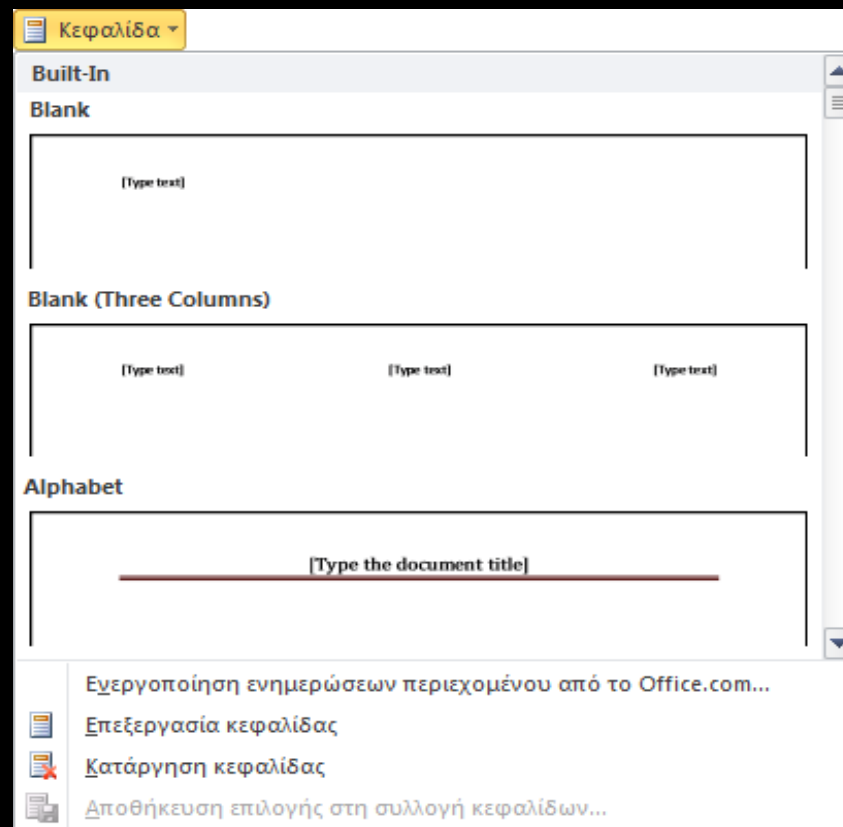 Κεφαλίδα
Built-In
Blank
[Type text]
Blank (Three Columns)
[Type text] [Type text] [Type text]
Alphabet
[Type the document title]
Ενεργοποίηση ενημερώσεων περιεχομένου από το Office.com...
Επεξεργασία κεφαλίδας
Κατάργηση κεφαλίδας
Αποθήκευση επιλογής στη συλλογή κεφαλίδων...